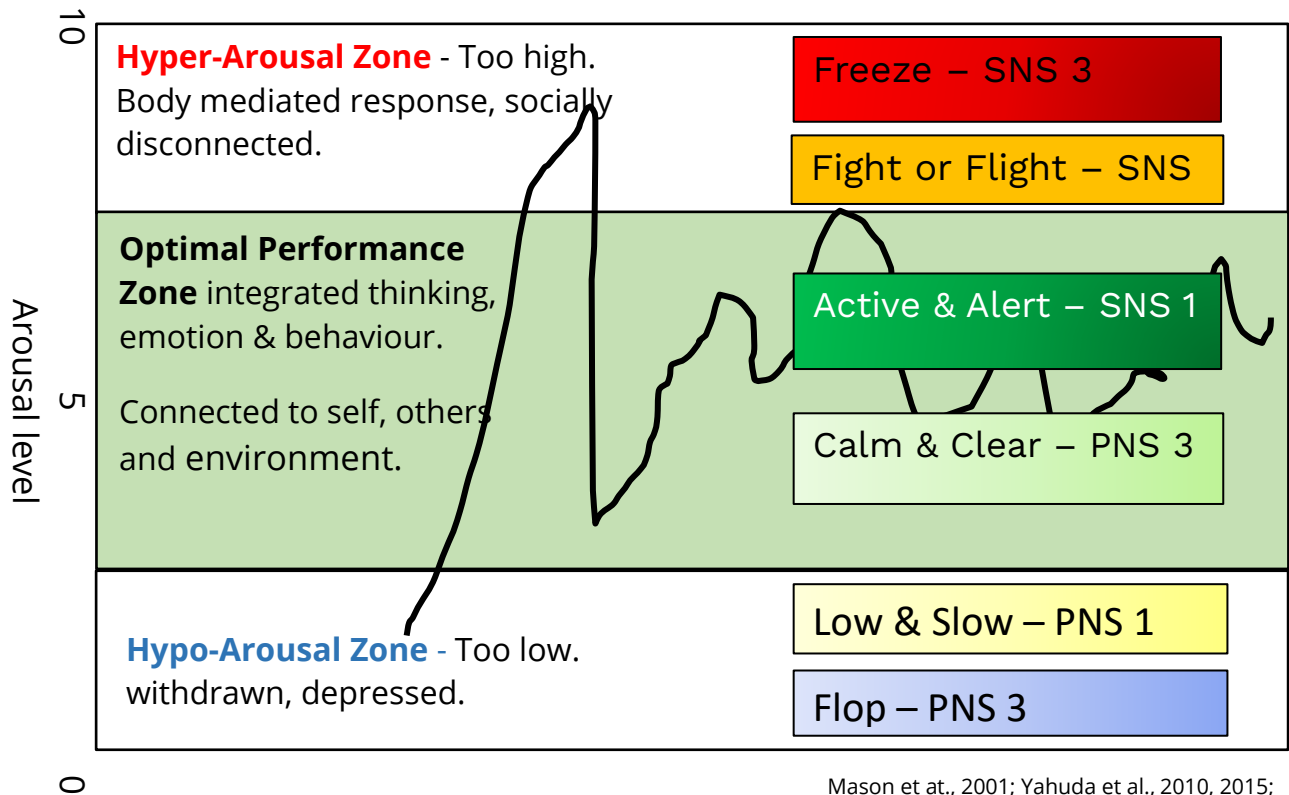 10
Hyper-Arousal Zone - Too high.
Body mediated response, socially
disconnected.
Freeze – SNS 3
Fight or Flight – SNS
Optimal Performance
Zone integrated thinking,
emotion & behaviour.
Connected to self, others
and environment.
Active & Alert – SNS 1
Calm & Clear – PNS 3
Arousal level
5
Hypo-Arousal Zone - Too low.
withdrawn, depressed.
Low & Slow – PNS 1
Flop – PNS 3
0
Mason et at., 2001; Yahuda et al., 2010, 2015;